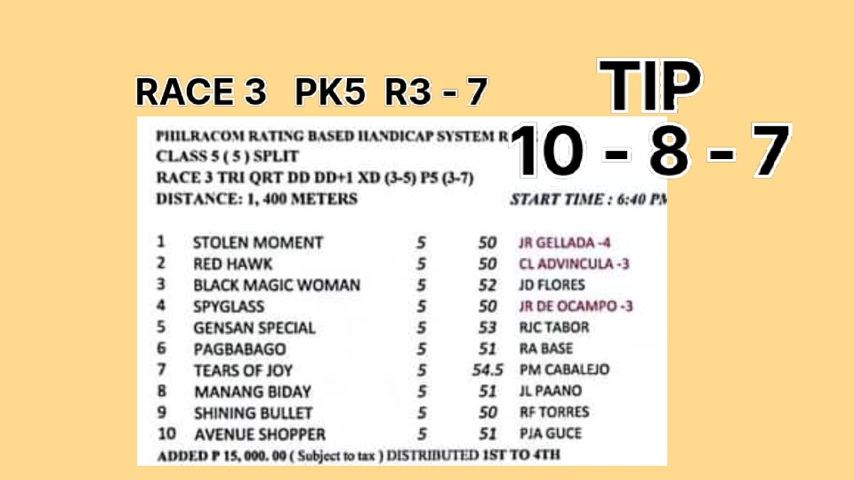 RACE 3 PK5 R3 - 7
TIP
10 - 8 - 7
PHILRACOM RATING BASED HANDICAP SYSTEM
CLASS 5 ( 5 ) SPLIT
RACE 3 TRI QRT DD DD+1 XD (3-5) P5 (3-7)
DISTANCE: 1, 400 METERS START TIME : 6:40 PM
1 STOLEN MOMENT 5 50 JR GELLADA -4
2 RED HAWK 5 50 CL ADVINCULA -3
3 BLACK MAGIC WOMAN 5 52 JD FLORES
4 SPYGLASS 5 50 JR DE OCAMPO -3
5 GENSAN SPECIAL 5 53 RJC TABOR
6 PAGBABAGO 5 51 RA BASE
7 TEARS OF JOY 5 54.5 PM CABALEJO
8 MANANG BIDAY 5 51 JL PAANO
9 SHINING BULLET 5 50 RF TORRES
10 AVENUE SHOPPER 5 51 PJA GUCE
ADDED P 15, 000. 00 ( Subject to tax ) DISTRIBUTED 1ST TO 4TH